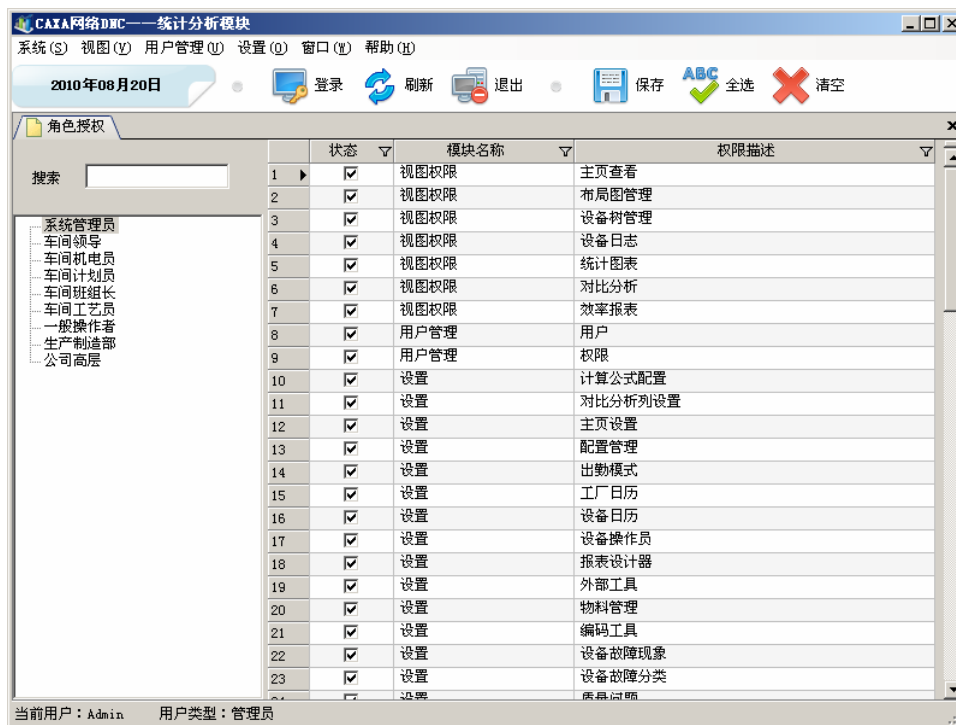 CAXA网络DNC——统计分析模块
系统(S) 视图(V) 用户管理(U) 设置(O) 窗口(W) 帮助(H)
2010年08月20日 登录 刷新 退出 保存 ABC 全选 清空
角色授权
搜索
系统管理员
车间领导
车间机电员
车间计划员
车间班组长
车间工艺员
一般操作者
生产制造部
公司高层
状态 模块名称 权限描述
1 视图权限 主页查看
2 视图权限 布局图管理
3 视图权限 设备树管理
4 视图权限 设备日志
5 视图权限 统计图表
6 视图权限 对比分析
7 视图权限 效率报表
8 用户管理 用户
9 用户管理 权限
10 设置 计算公式配置
11 设置 对比分析列设置
12 设置 主页设置
13 设置 配置管理
14 设置 出勤模式
15 设置 工厂日历
16 设置 设备日历
17 设置 设备操作员
18 设置 报表设计器
19 设置 外部工具
20 设置 物料管理
21 设置 编码工具
22 设置 设备故障现象
23 设置 设备故障分类
24 设置 质量问题
当前用户：Admin 用户类型：管理员